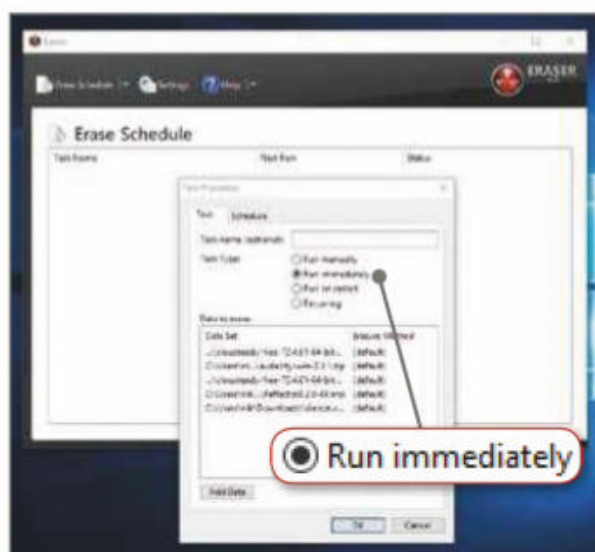 Eraser
Erase Schedule
Settings
Help
ERASER
Erase Schedule
Task Name
Next Run
Status
Task Properties
Task
Schedule
Task name (optional):
Task Type:
Run manually
Run immediately
Run on restart
Recurring
Data to erase:
Data Set
Erasure Method
(default)
(default)
(default)
(default)
(default)
Run immediately
Add Data
OK
Cancel